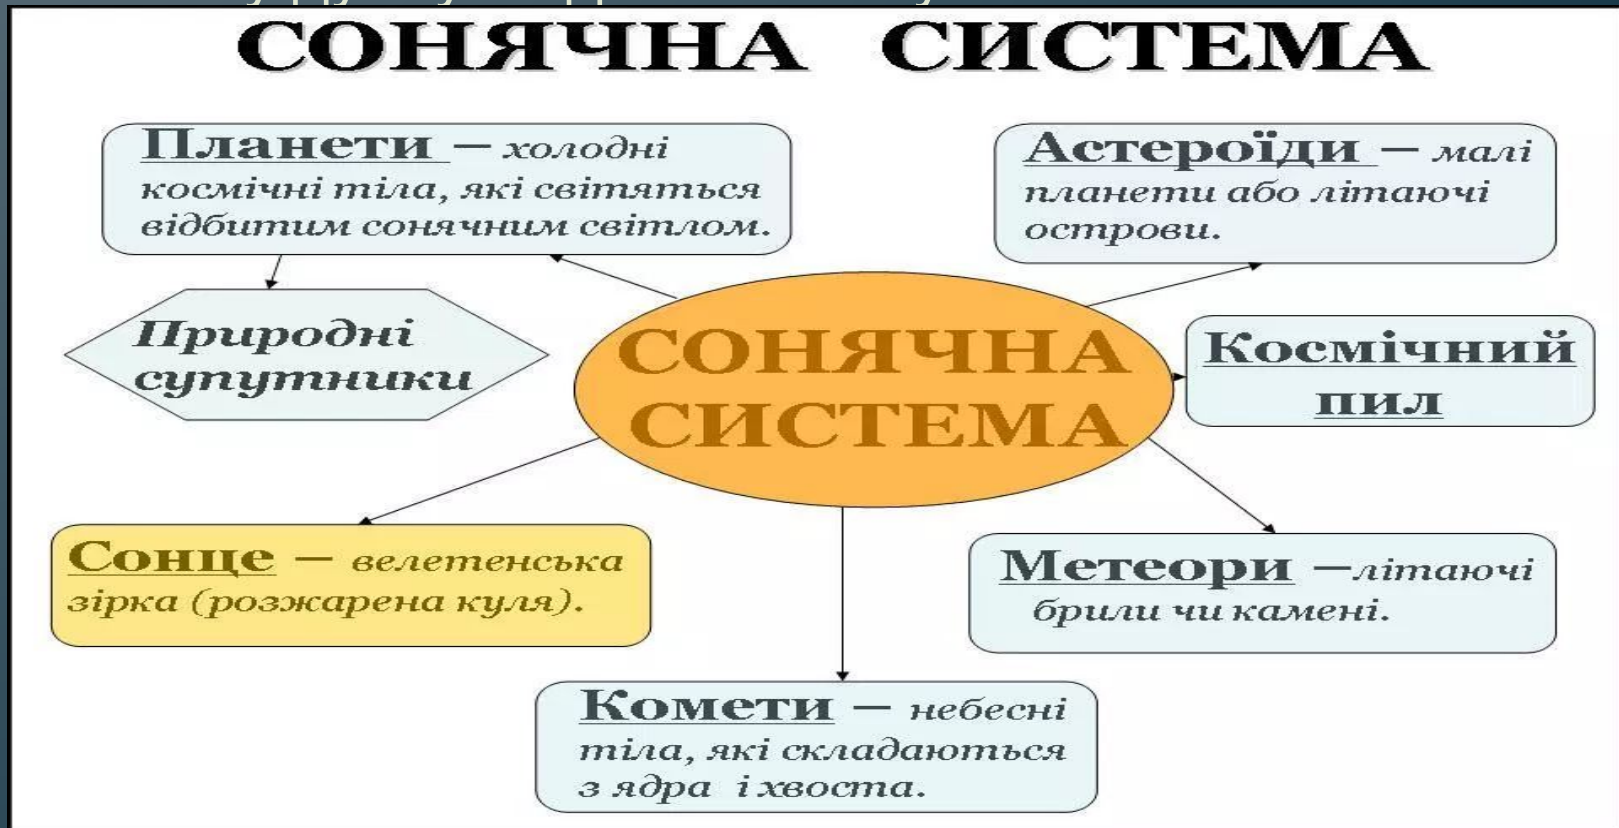 СОНЯЧНА СИСТЕМА
Планети – холодні
космічні тіла, які світяться
відбитим сонячним світлом.
Астероїди – малі
планети або літаючі
острови.
Природні
супутники
СОНЯЧНА
СИСТЕМА
Космічний
пил
Сонце – велетенська
зірка (розжарена куля).
Метеори –літаючі
брили чи камені.
Комети – небесні
тіла, які складаються
з ядра і хвоста.